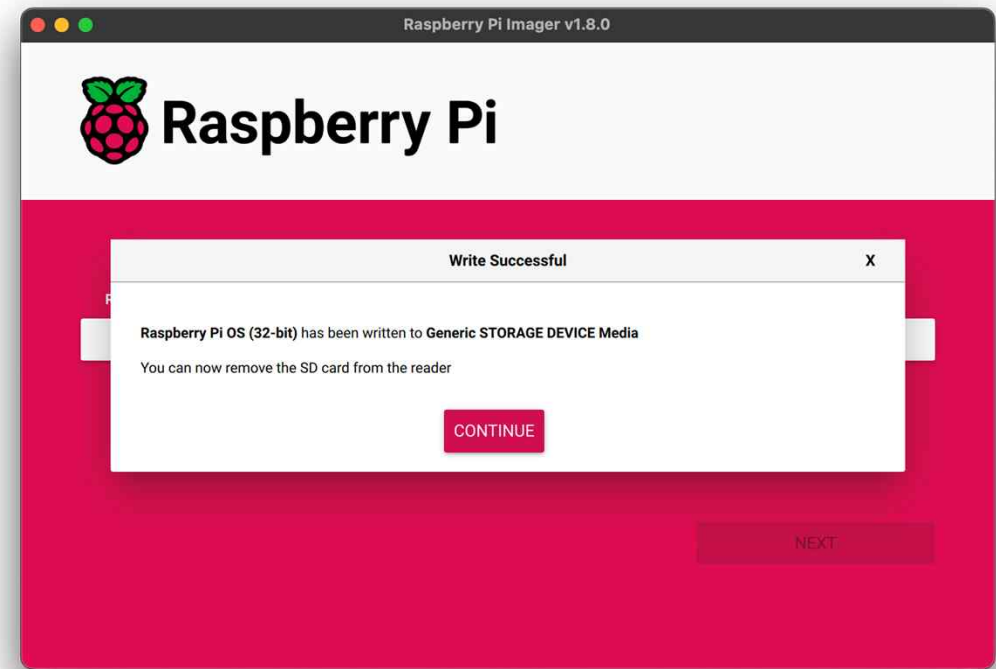 Raspberry Pi Imager v1.8.0
Raspberry Pi
Write Successful
X
Raspberry Pi OS (32-bit) has been written to Generic STORAGE DEVICE Media
You can now remove the SD card from the reader
CONTINUE
NEXT